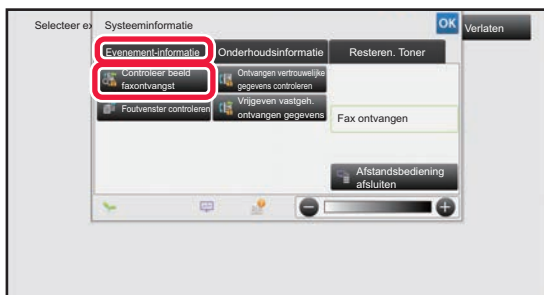 Selecteer ex
Systeeminformatie
OK
Verlaten
Evenement-informatie
Onderhoudsinformatie
Resteren. Toner
Controleer beeld
faxontvangst
Ontvangen vertrouwelijke
gegevens controleren
Foutvenster controleren
Vrijgeven vastgeh.
ontvangen gegevens
Fax ontvangen
Afstandsbediening
afsluiten